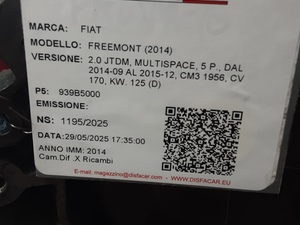 MARCA: FIAT
MODELLO: FREEMONT (2014)
VERSIONE: 2.0 JTDM, MULTISPACE, 5 P., DAL
2014-09 AL 2015-12, CM3 1956, CV
170, KW. 125 (D)
P5: 939B5000
EMISSIONE:
NS: 1195/2025
DATA:29/05/2025 17:35:00
ANNO IMM: 2014
Cam.Dif .X Ricambi
E-mail: magazzino@disfacar.com
WWW.DISFACAR.EU